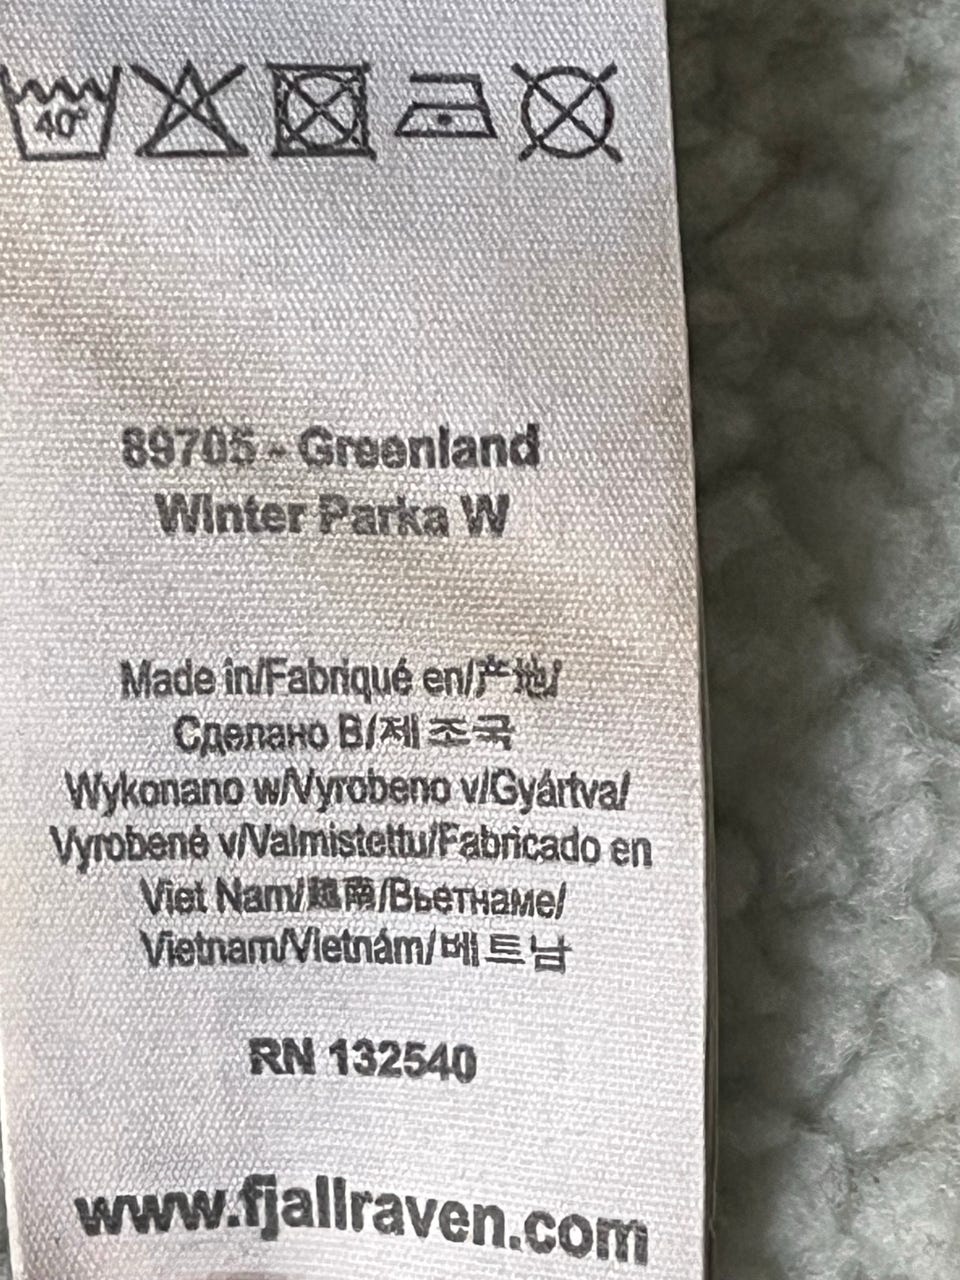 40°
89705 - Greenland
Winter Parka W
Made in/Fabriqué en/产地/
Сделано В/제조국
Wykonano w/Vyrobeno v/Gyártva/
Vyrobené v/Valmistettu/Fabricado en
Viet Nam/越南/Вьетнаме/
Vietnam/Vietnám/베트남
RN 132540
www.fjallraven.com